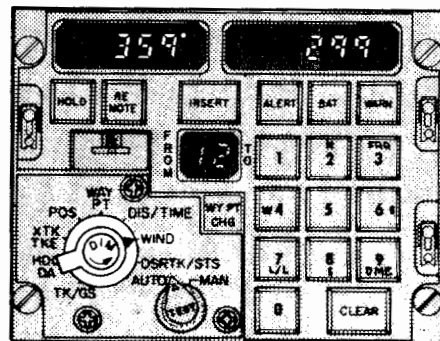 359° 299
HOLD RE MOTE INSERT ALERT BAT WARN
FROM 12 TO
1 N 2 3
W 4 5 6 E
7 L/L 8 S 9 DME
0 CLEAR
WY PT CHG
WAY PT
POS DIS/TIME
XTK TKE WIND
HDG DA DSRTK/STS
TK/GS AUTO MAN
DIM TEST